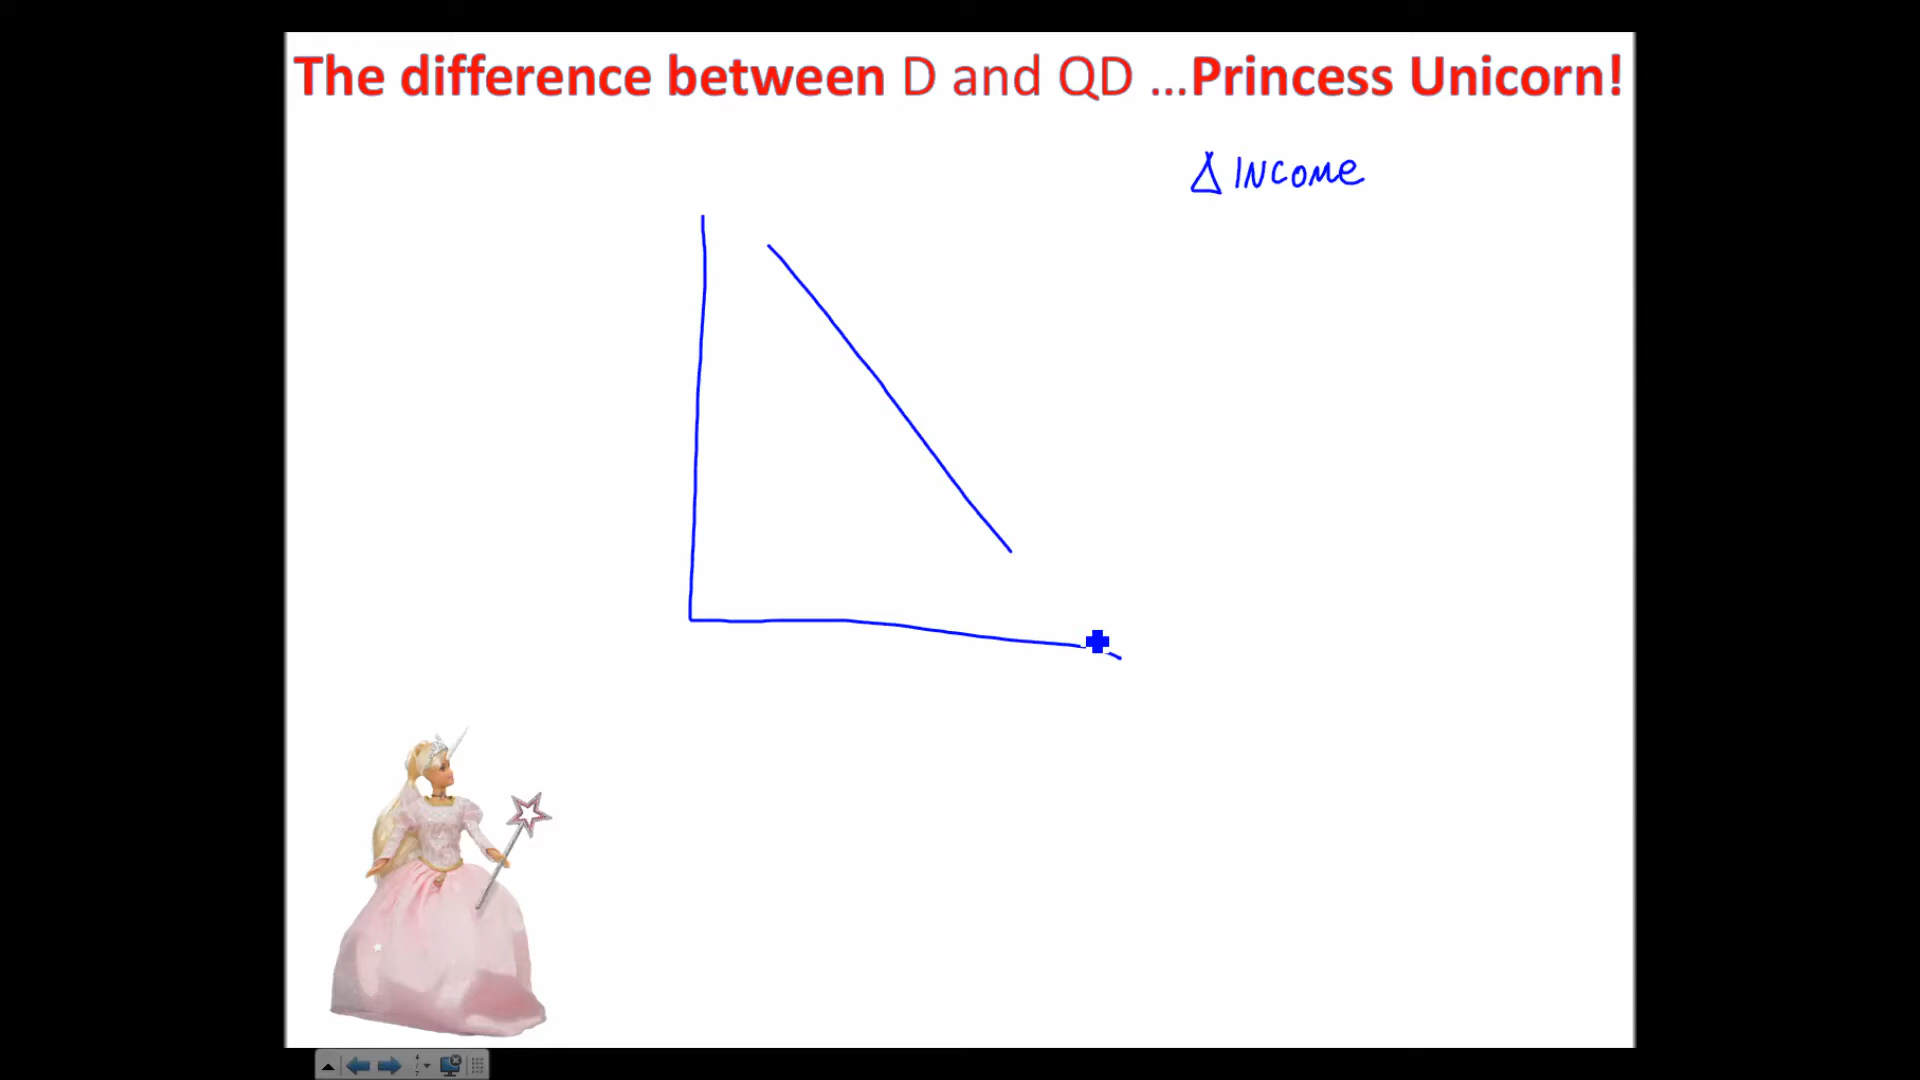 The difference between D and QD ...Princess Unicorn!
Δ INCOME